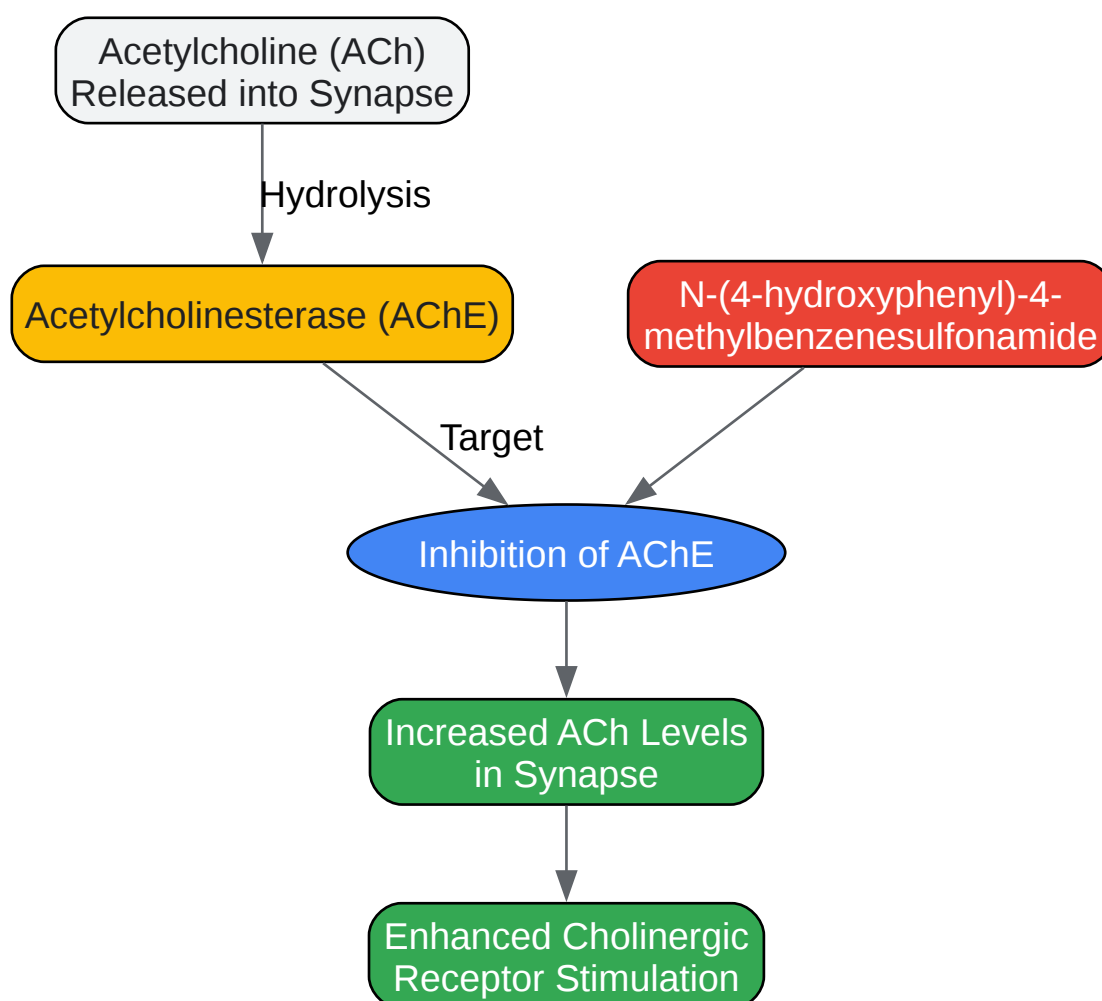 Acetylcholine (ACh)
Released into Synapse
Hydrolysis
Acetylcholinesterase (AChE)
N-(4-hydroxyphenyl)-4-
methylbenzenesulfonamide
Target
Inhibition of AChE
Increased ACh Levels
in Synapse
Enhanced Cholinergic
Receptor Stimulation